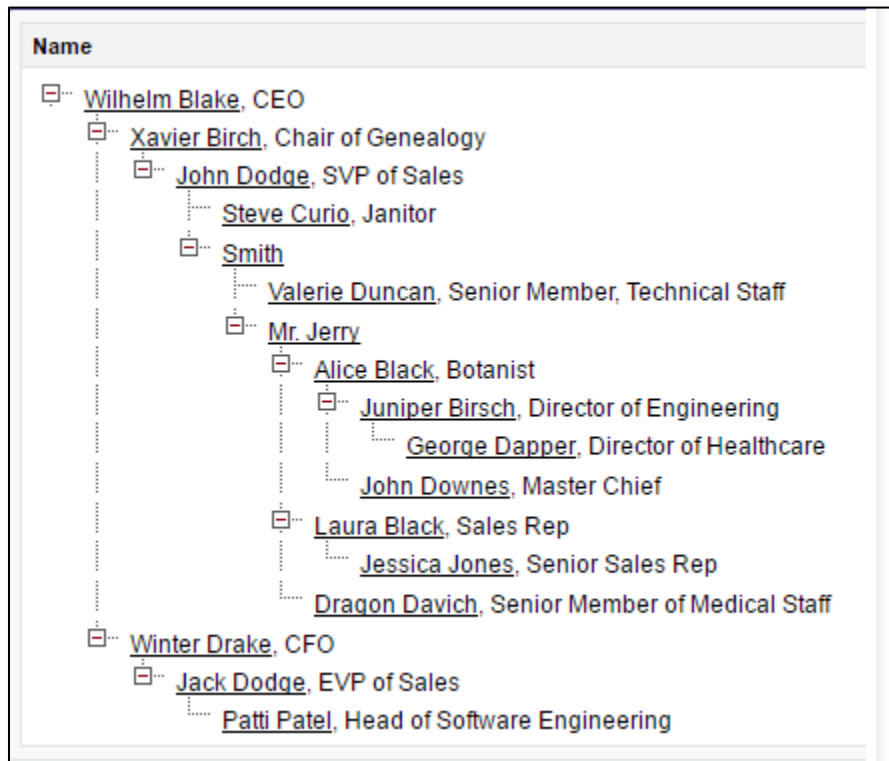 Name
Wilhelm Blake, CEO
Xavier Birch, Chair of Genealogy
John Dodge, SVP of Sales
Steve Curio, Janitor
Smith
Valerie Duncan, Senior Member, Technical Staff
Mr. Jerry
Alice Black, Botanist
Juniper Birsch, Director of Engineering
George Dapper, Director of Healthcare
John Downes, Master Chief
Laura Black, Sales Rep
Jessica Jones, Senior Sales Rep
Dragon Davich, Senior Member of Medical Staff
Winter Drake, CFO
Jack Dodge, EVP of Sales
Patti Patel, Head of Software Engineering